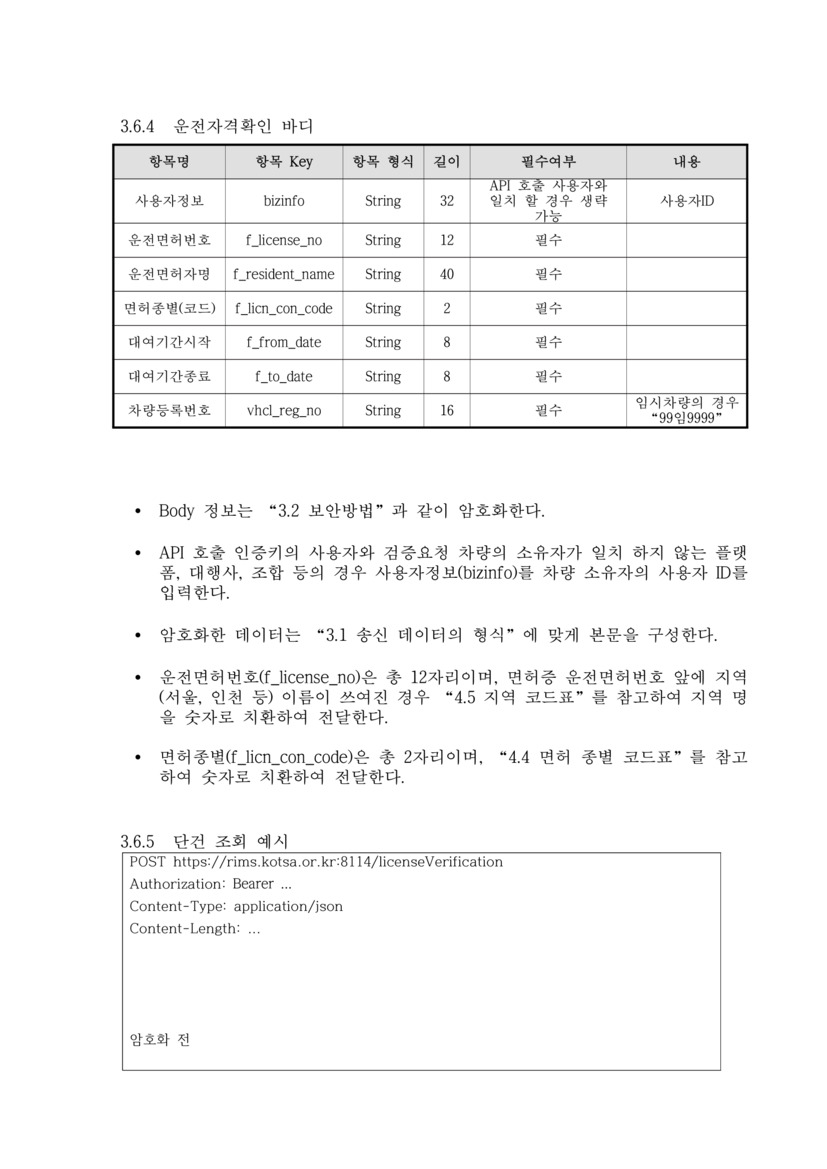 3.6.4 운전자격확인 바디
항목명 항목 Key 항목 형식 길이 필수여부 내용
사용자정보 bizinfo String 32 API 호출 사용자와 일치 할 경우 생략 가능 사용자ID
운전면허번호 f_license_no String 12 필수
운전면허자명 f_resident_name String 40 필수
면허종별(코드) f_licn_con_code String 2 필수
대여기간시작 f_from_date String 8 필수
대여기간종료 f_to_date String 8 필수
차량등록번호 vhcl_reg_no String 16 필수 임시차량의 경우 “99임9999”
• Body 정보는 “3.2 보안방법”과 같이 암호화한다.
• API 호출 인증키의 사용자와 검증요청 차량의 소유자가 일치 하지 않는 플랫
폼, 대행사, 조합 등의 경우 사용자정보(bizinfo)를 차량 소유자의 사용자 ID를
입력한다.
• 암호화한 데이터는 “3.1 송신 데이터의 형식”에 맞게 본문을 구성한다.
• 운전면허번호(f_license_no)은 총 12자리이며, 면허증 운전면허번호 앞에 지역
(서울, 인천 등) 이름이 쓰여진 경우 “4.5 지역 코드표”를 참고하여 지역 명
을 숫자로 치환하여 전달한다.
• 면허종별(f_licn_con_code)은 총 2자리이며, “4.4 면허 종별 코드표”를 참고
하여 숫자로 치환하여 전달한다.
3.6.5 단건 조회 예시
POST https://rims.kotsa.or.kr:8114/licenseVerification
Authorization: Bearer ...
Content-Type: application/json
Content-Length: ...
암호화 전